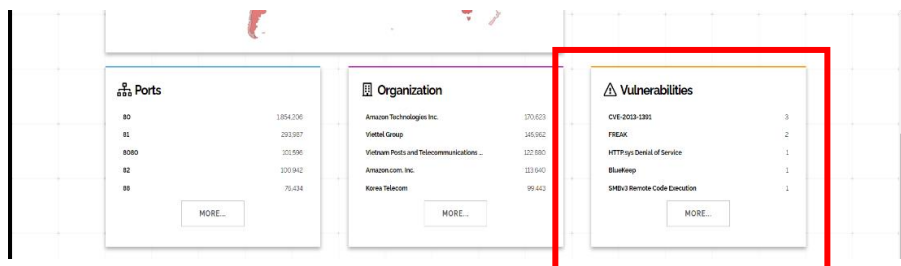 Ports
80 1,854,206
81 293,987
8080 101,596
82 100,942
88 76,434
MORE...
Organization
Amazon Technologies Inc. 170,623
Viettel Group 145,962
Vietnam Posts and Telecommunications ...
122,880
Amazon.com, Inc. 113,640
Korea Telecom 99,443
MORE...
Vulnerabilities
CVE-2013-1391 3
FREAK 2
HTTP.sys Denial of Service 1
BlueKeep 1
SMBv3 Remote Code Execution 1
MORE...